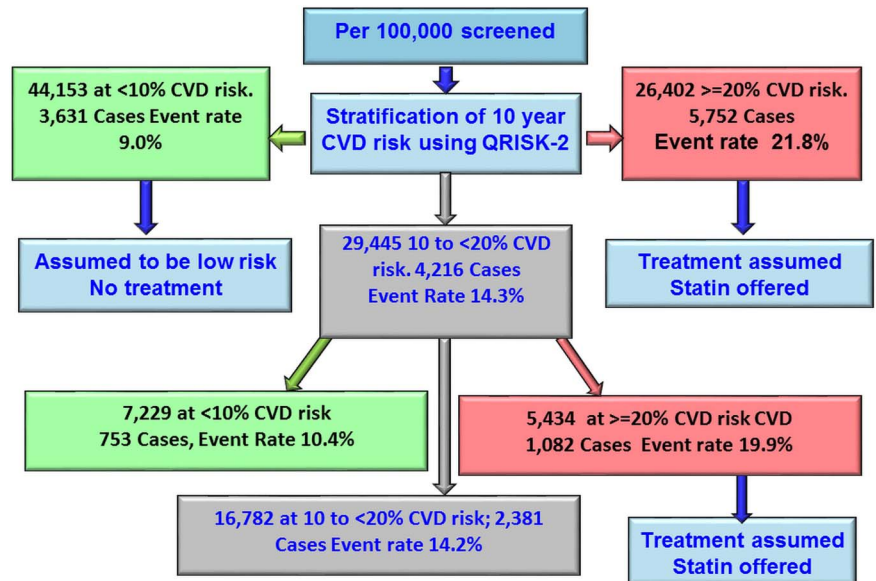 Per 100,000 screened
44,153 at <10% CVD risk.
3,631 Cases Event rate
9.0%
Stratification of 10 year
CVD risk using QRISK-2
26,402 >=20% CVD risk.
5,752 Cases
Event rate 21.8%
Assumed to be low risk
No treatment
29,445 10 to <20% CVD
risk. 4,216 Cases
Event Rate 14.3%
Treatment assumed
Statin offered
7,229 at <10% CVD risk
753 Cases, Event Rate 10.4%
5,434 at >=20% CVD risk CVD
1,082 Cases Event rate 19.9%
16,782 at 10 to <20% CVD risk; 2,381
Cases Event rate 14.2%
Treatment assumed
Statin offered